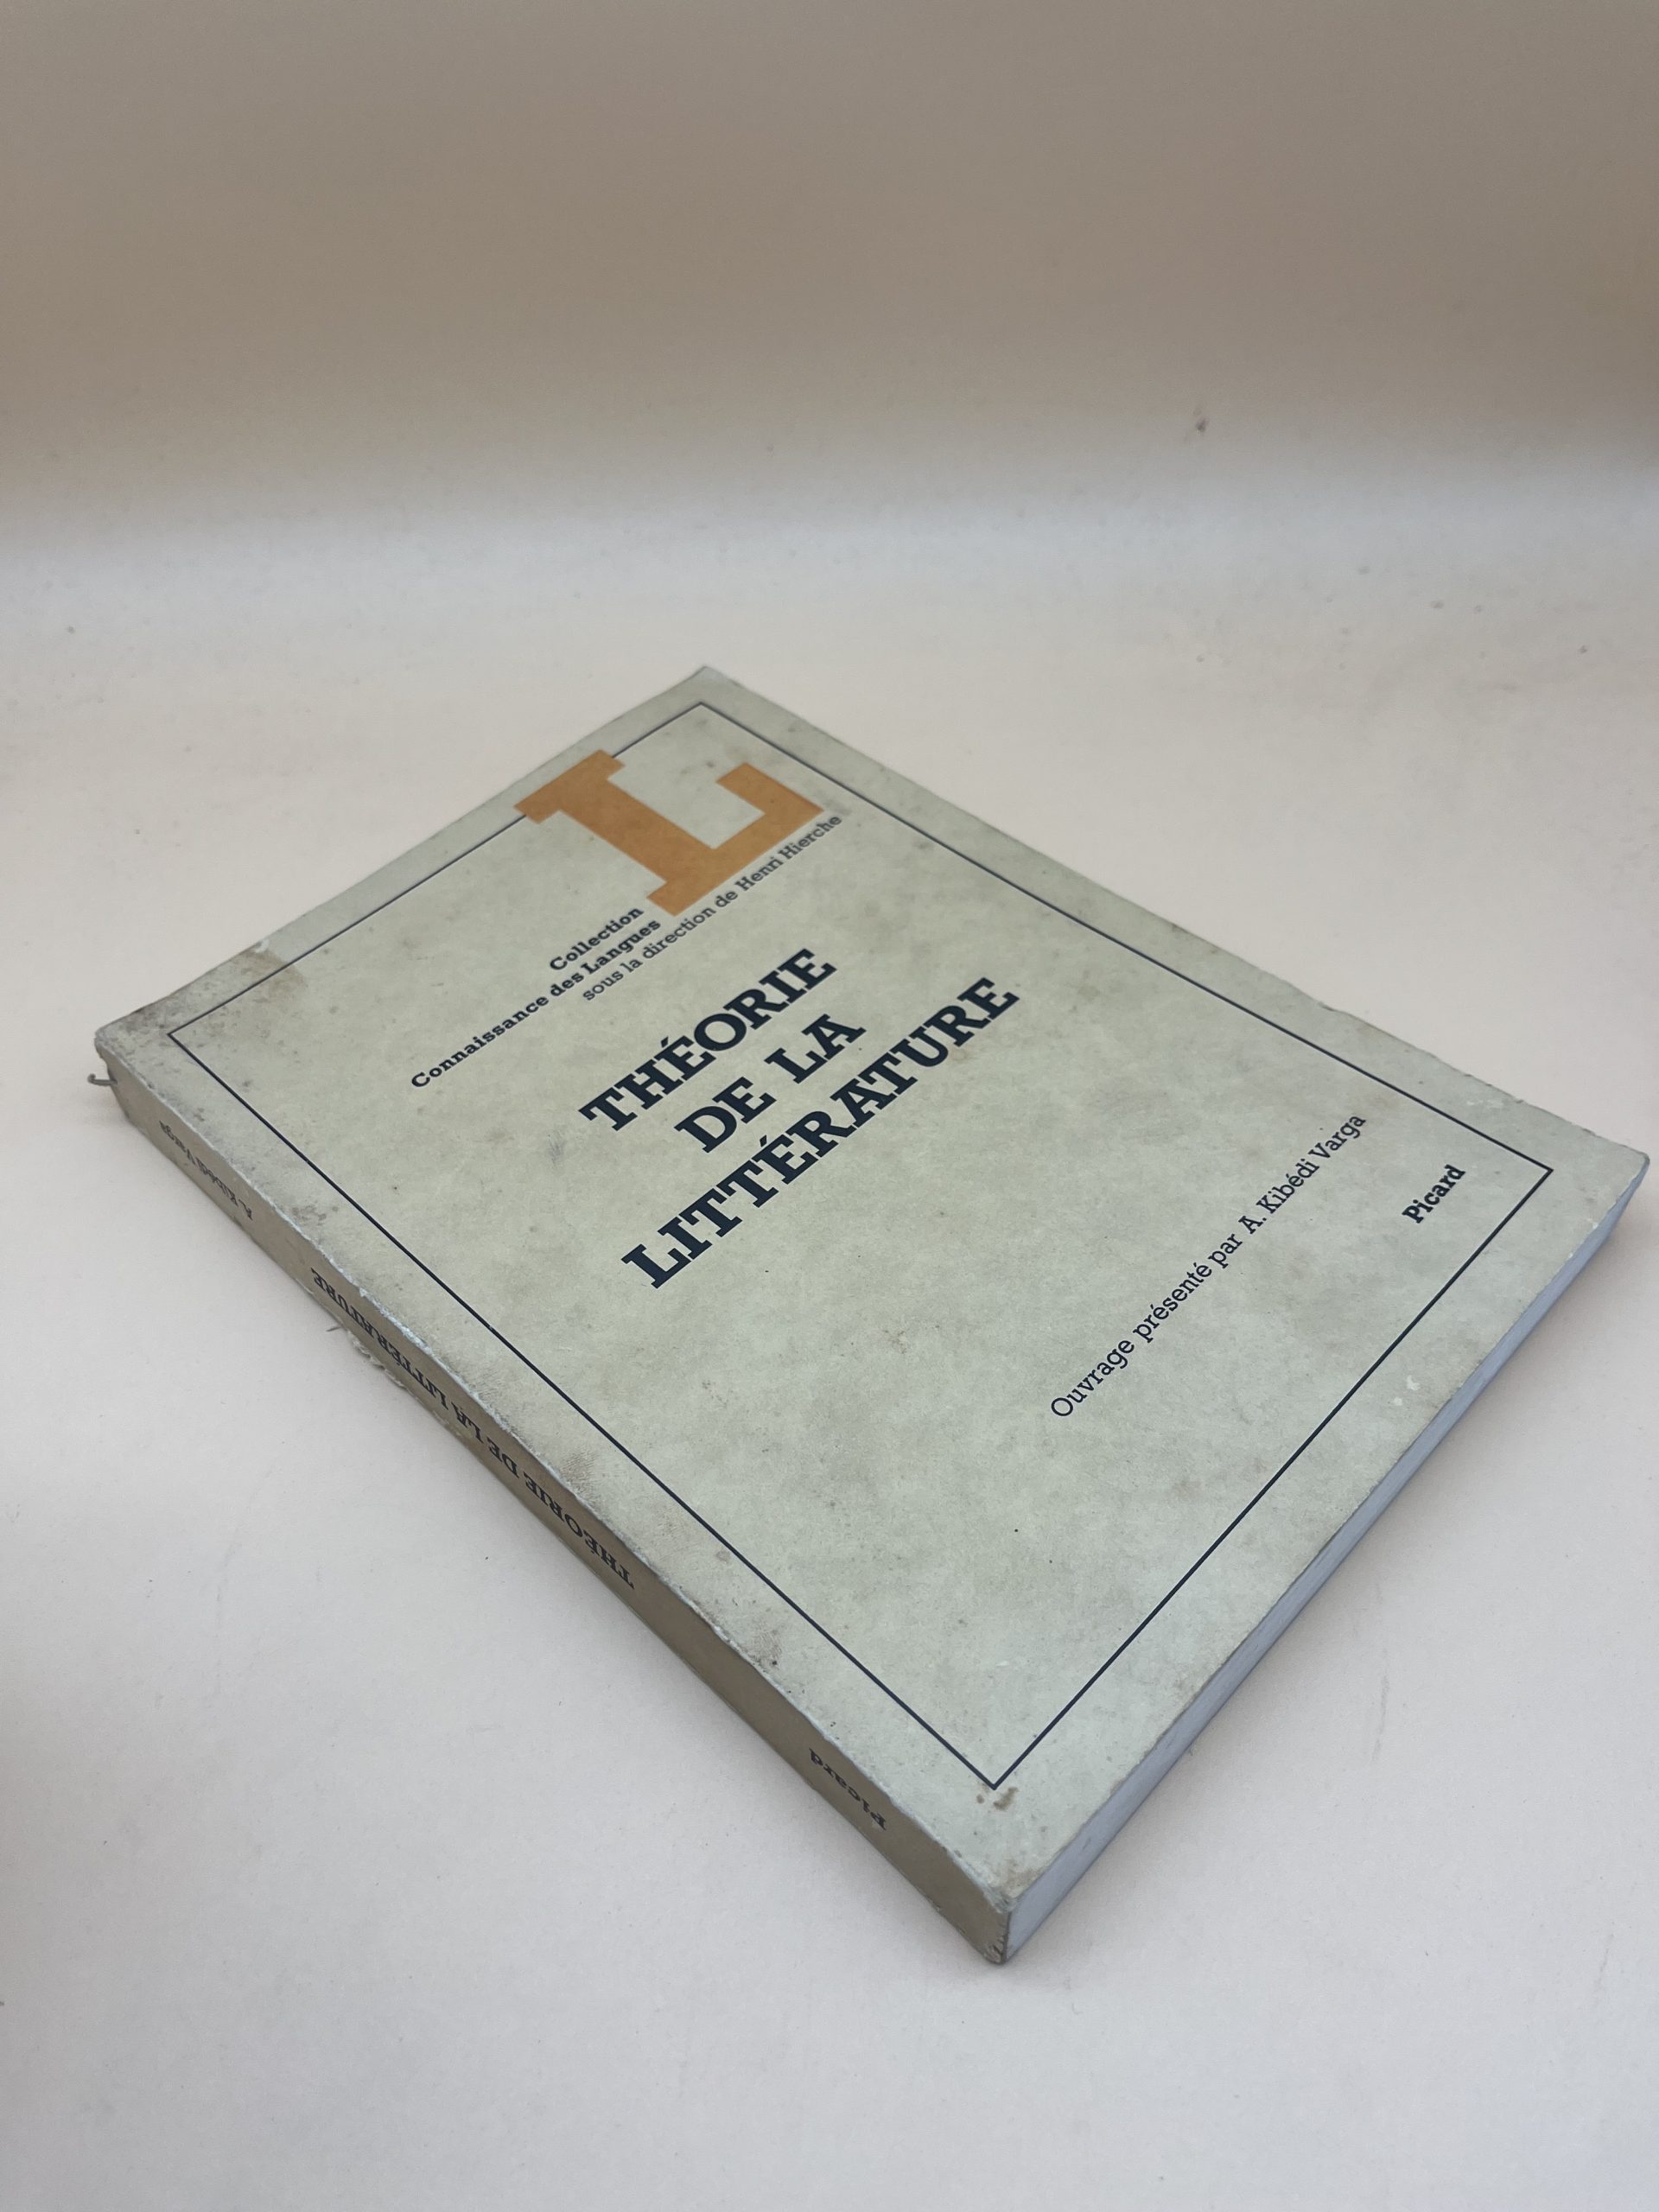 L
Collection
Connaissance des Langues
sous la direction de Henri Hierche
THÉORIE
DE LA
LITTÉRATURE
Ouvrage présenté par A. Kibédi Varga
Picard
A. Kibédi Varga
THÉORIE DE LA LITTÉRATURE
Picard